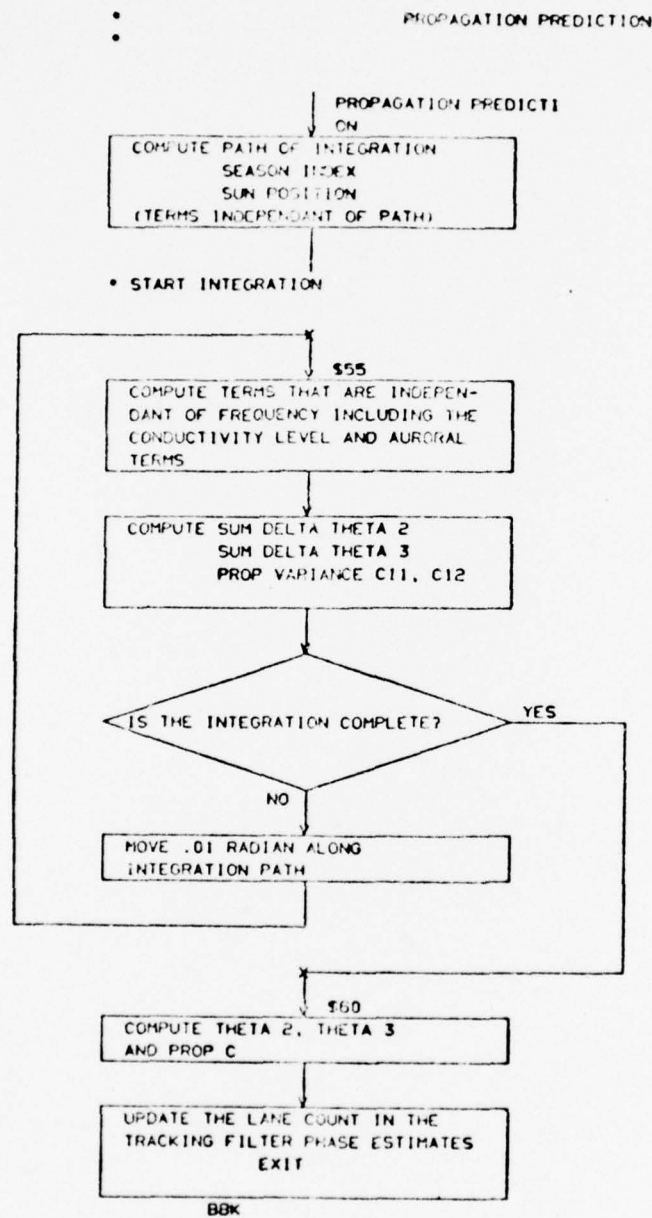 PROPAGATION PREDICTION
PROPAGATION PREDICTI
ON
COMPUTE PATH OF INTEGRATION
SEASON INDEX
SUN POSITION
(TERMS INDEPENDANT OF PATH)
• START INTEGRATION
$55
COMPUTE TERMS THAT ARE INDEPEN-
DANT OF FREQUENCY INCLUDING THE
CONDUCTIVITY LEVEL AND AURORAL
TERMS
COMPUTE SUM DELTA THETA 2
SUM DELTA THETA 3
PROP VARIANCE C11, C12
IS THE INTEGRATION COMPLETE?
YES
NO
MOVE .01 RADIAN ALONG
INTEGRATION PATH
$60
COMPUTE THETA 2, THETA 3
AND PROP C
UPDATE THE LANE COUNT IN THE
TRACKING FILTER PHASE ESTIMATES
EXIT
BBK